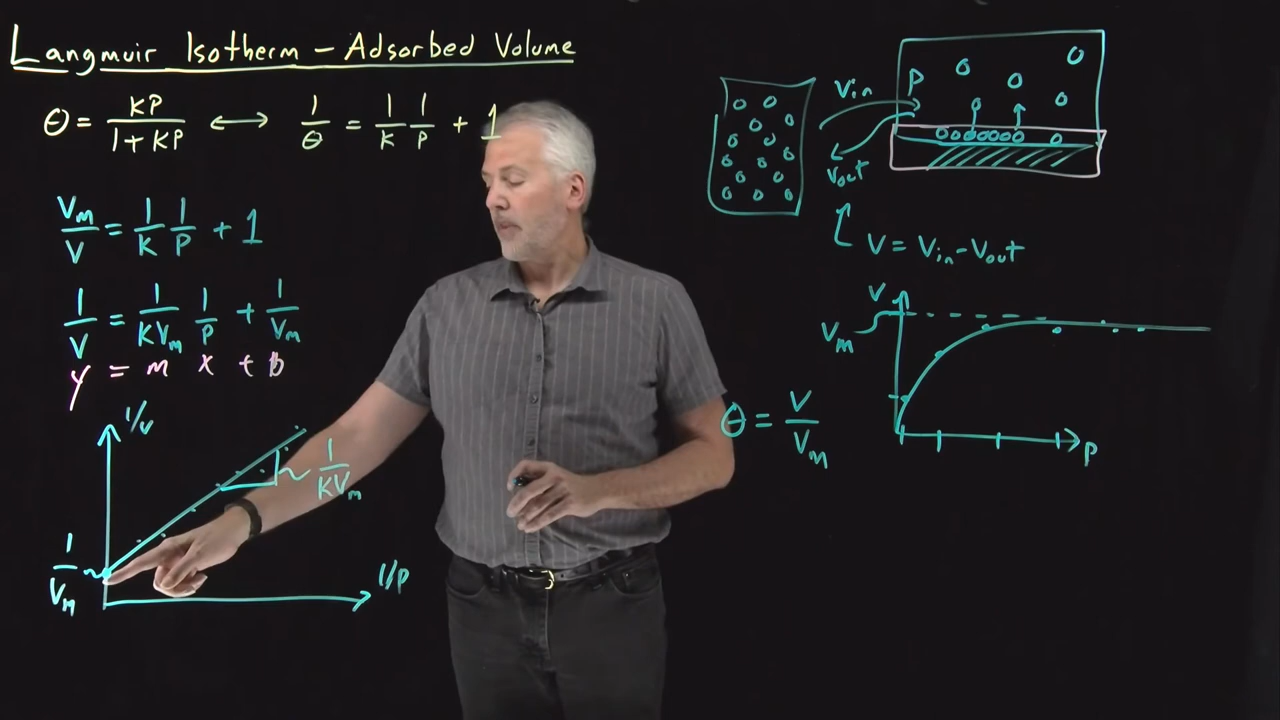 Langmuir Isotherm – Adsorbed Volume
θ = KP / 1 + KP ⟷ 1/θ = 1/K 1/P + 1
Vm/V = 1/K 1/P + 1
1/V = 1/KVm 1/P + 1/Vm
y = m x + b
1/V
1/KVm
1/Vm
1/P
P
Vin
Vout
V = Vin – Vout
V
Vm
θ = V/Vm
P